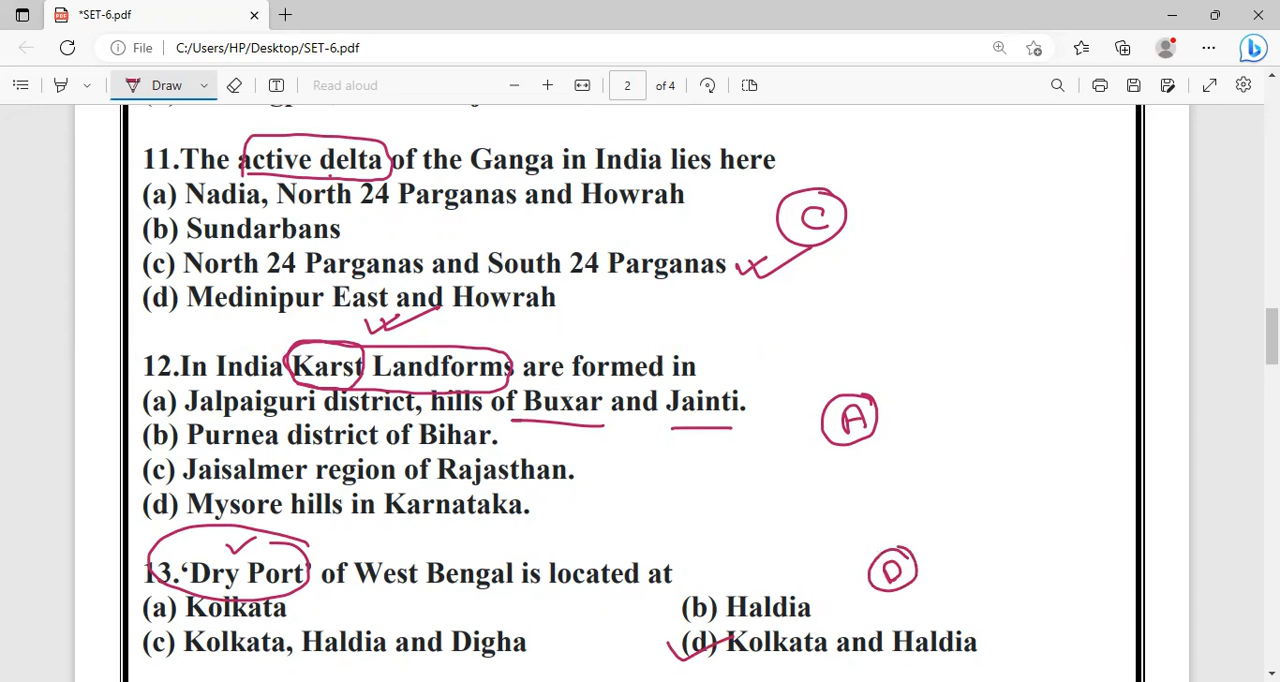 *SET-6.pdf
File C:/Users/HP/Desktop/SET-6.pdf
Draw Read aloud 2 of 4
11.The active delta of the Ganga in India lies here
(a) Nadia, North 24 Parganas and Howrah
C
(b) Sundarbans
(c) North 24 Parganas and South 24 Parganas
(d) Medinipur East and Howrah
12.In India Karst Landforms are formed in
(a) Jalpaiguri district, hills of Buxar and Jainti.
A
(b) Purnea district of Bihar.
(c) Jaisalmer region of Rajasthan.
(d) Mysore hills in Karnataka.
13.‘Dry Port’ of West Bengal is located at
D
(a) Kolkata (b) Haldia
(c) Kolkata, Haldia and Digha (d) Kolkata and Haldia